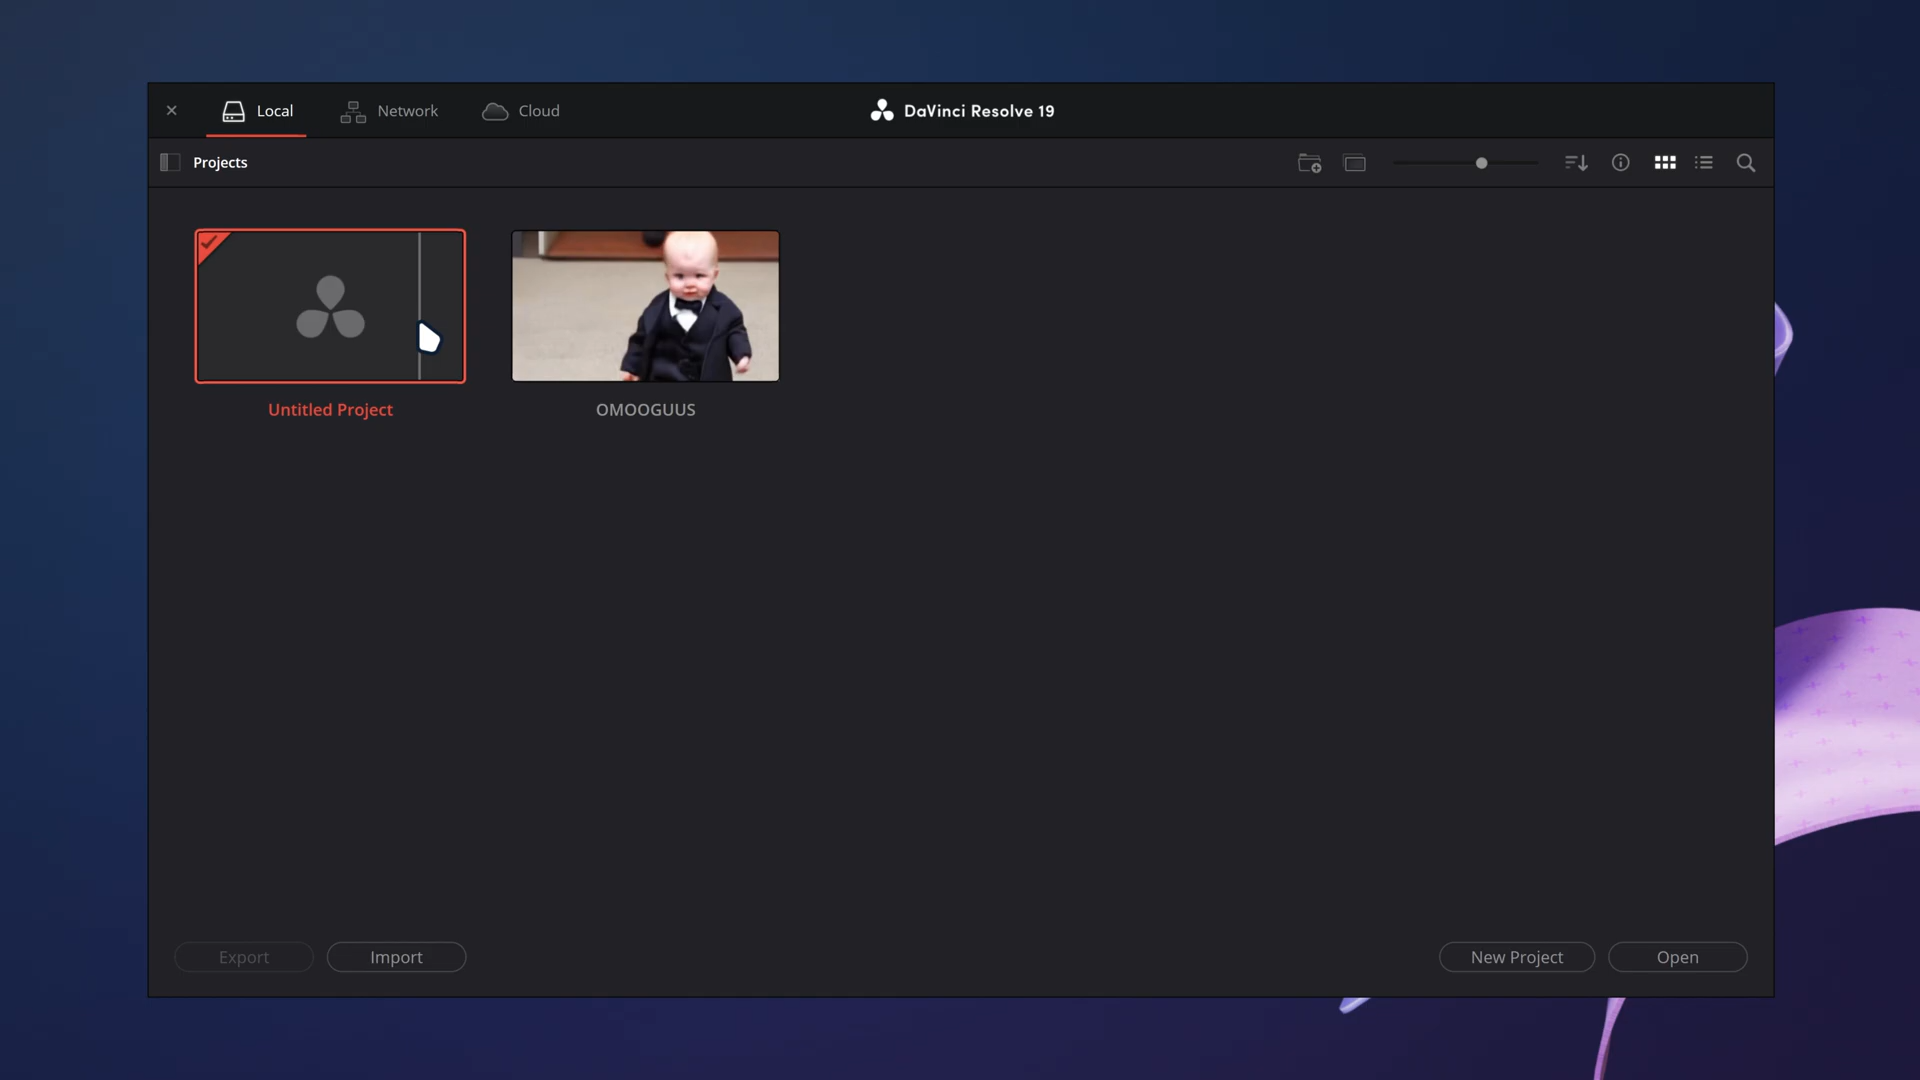 Local
Network
Cloud
DaVinci Resolve 19
Projects
Untitled Project
OMOOGUUS
Export
Import
New Project
Open